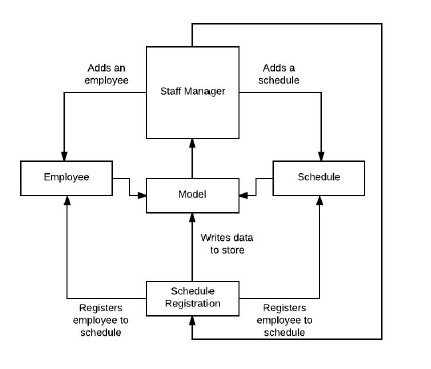 Adds an
employee
Staff Manager
Adds a
schedule
Employee
Model
Schedule
Writes data
to store
Schedule
Registration
Registers
employee to
schedule
Registers
employee to
schedule